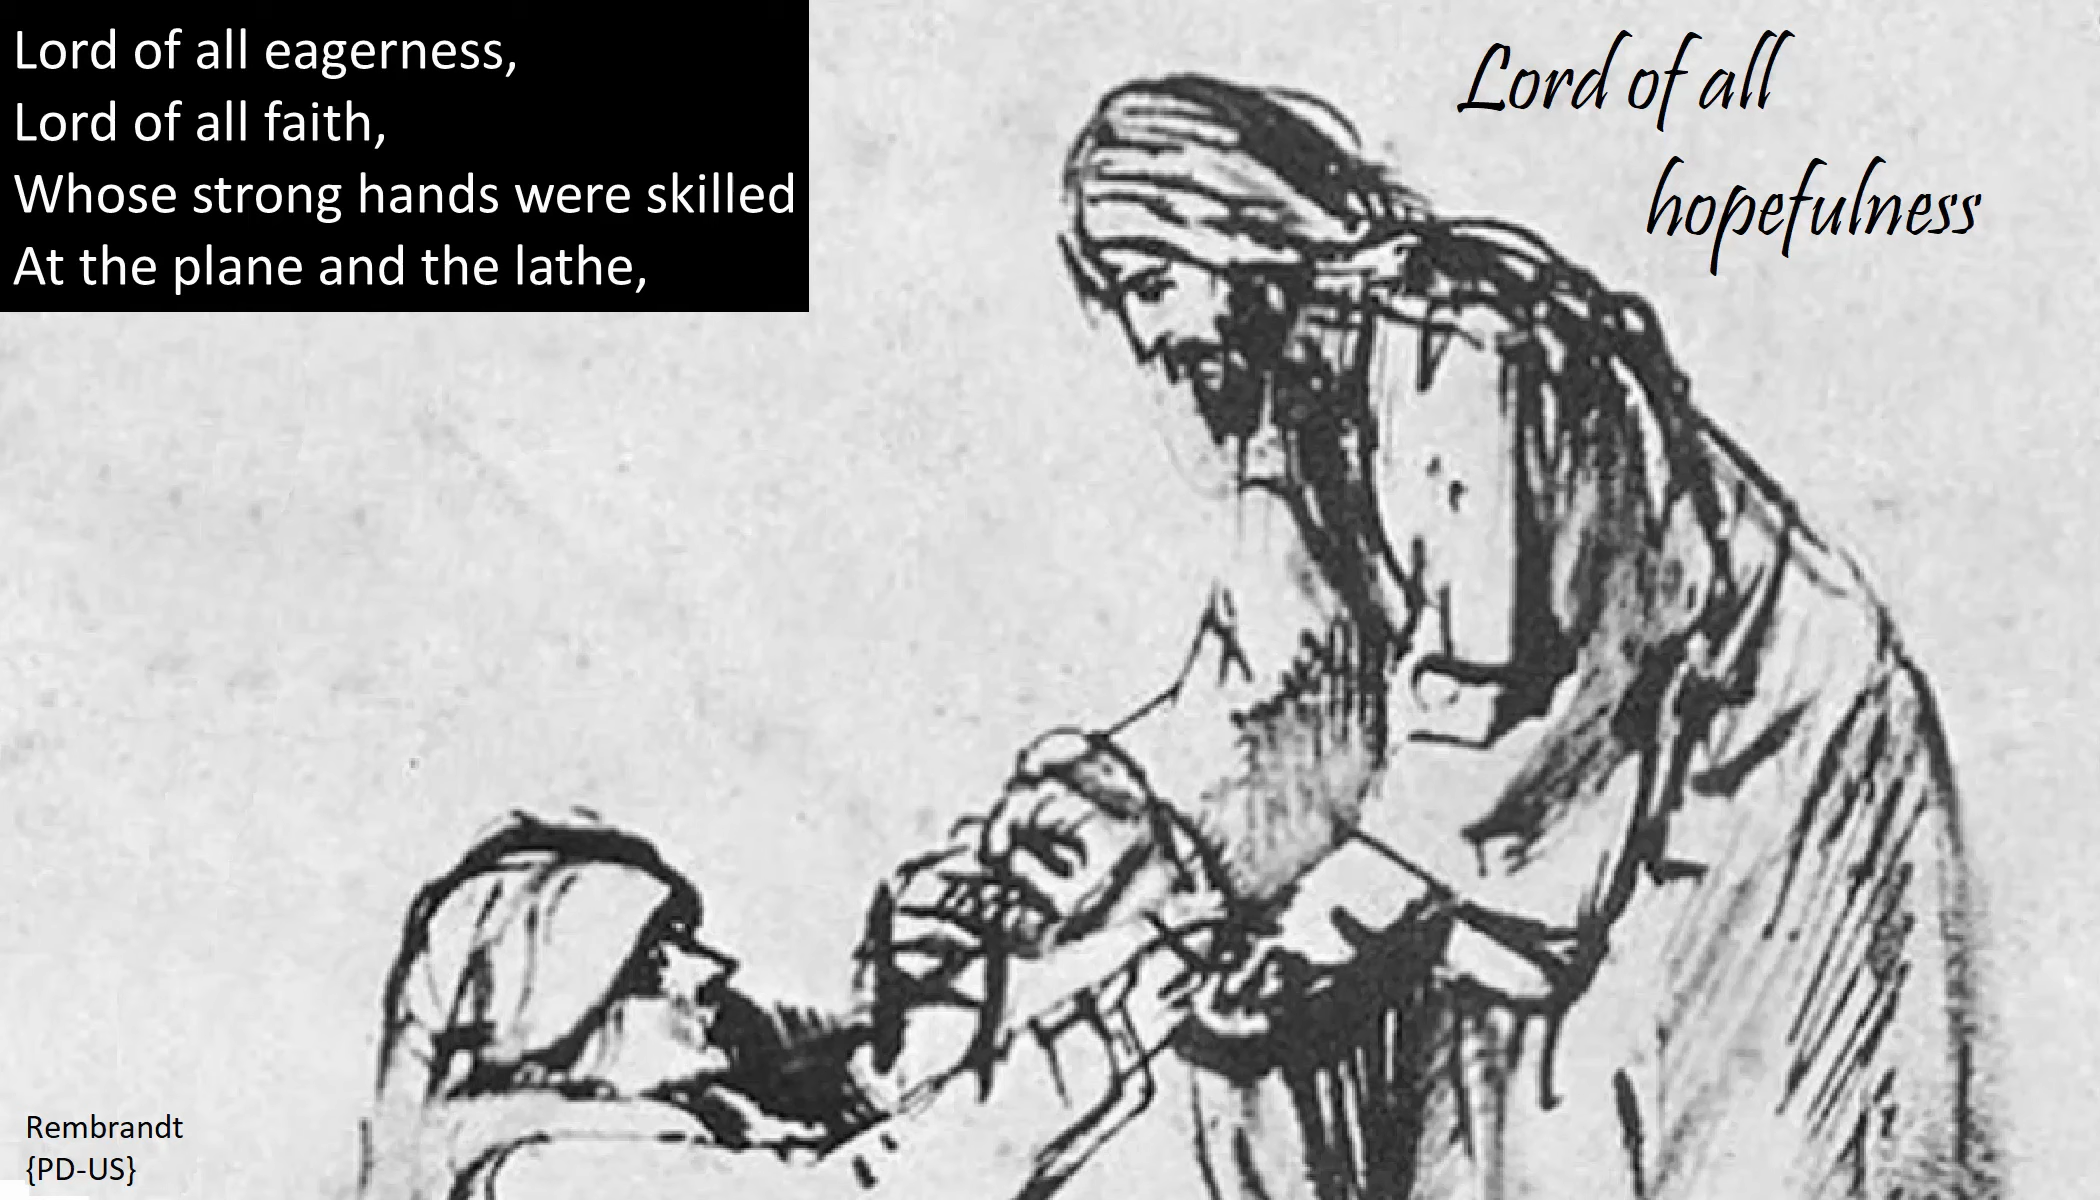 Lord of all eagerness,
Lord of all faith,
Whose strong hands were skilled
At the plane and the lathe,
Lord of all
hopefulness
Rembrandt
{PD-US}